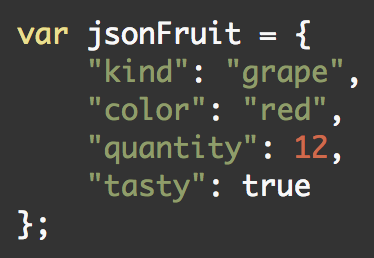 var jsonFruit = {
    "kind": "grape",
    "color": "red",
    "quantity": 12,
    "tasty": true
};